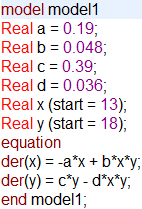 model model1
Real a = 0.19;
Real b = 0.048;
Real c = 0.39;
Real d = 0.036;
Real x (start = 13);
Real y (start = 18);
equation
der(x) = -a*x + b*x*y;
der(y) = c*y - d*x*y;
end model1;